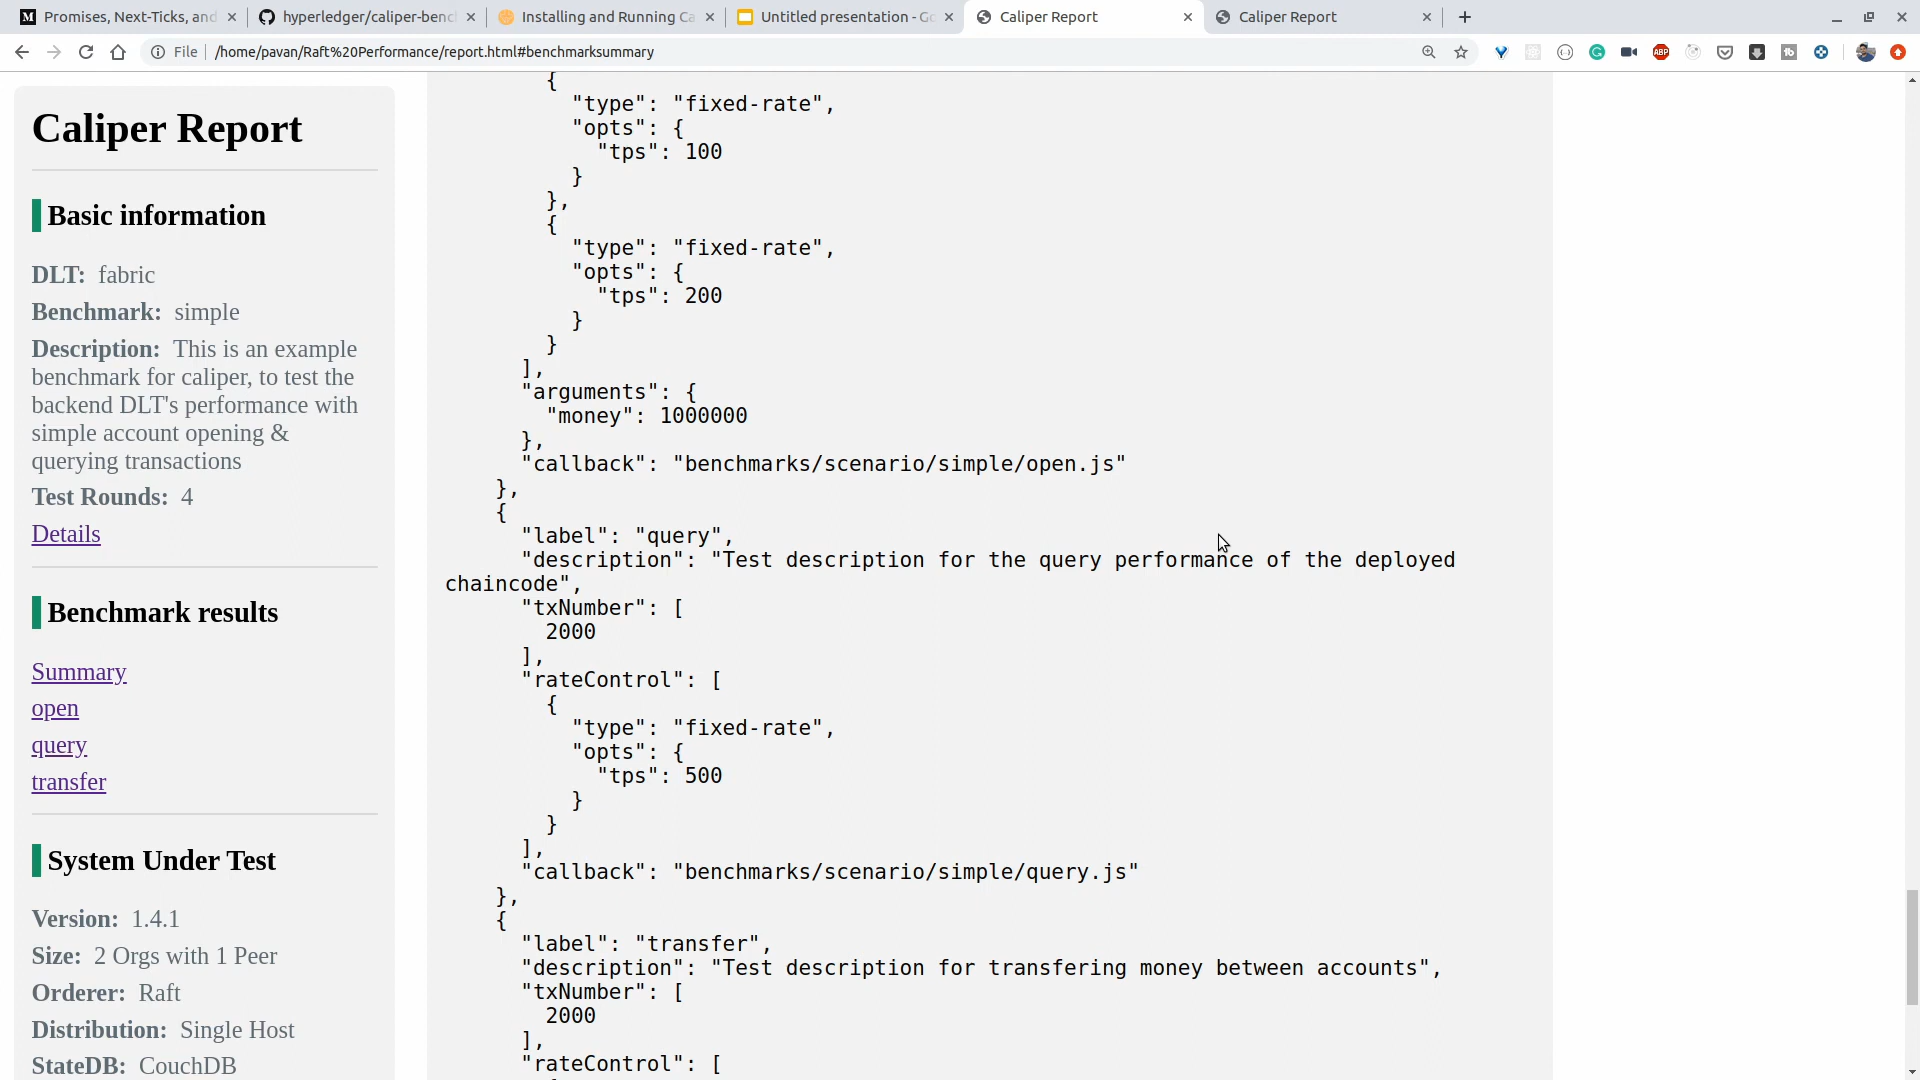 Promises, Next-Ticks, and
hyperledger/caliper-benc
Installing and Running Ca
Untitled presentation - Go
Caliper Report
Caliper Report
File
/home/pavan/Raft%20Performance/report.html#benchmarksummary
Caliper Report
Basic information
DLT: fabric
Benchmark: simple
Description: This is an example
benchmark for caliper, to test the
backend DLT's performance with
simple account opening &
querying transactions
Test Rounds: 4
Details
Benchmark results
Summary
open
query
transfer
System Under Test
Version: 1.4.1
Size: 2 Orgs with 1 Peer
Orderer: Raft
Distribution: Single Host
StateDB: CouchDB
{
"type": "fixed-rate",
"opts": {
"tps": 100
}
},
{
"type": "fixed-rate",
"opts": {
"tps": 200
}
}
],
"arguments": {
"money": 1000000
},
"callback": "benchmarks/scenario/simple/open.js"
},
{
"label": "query",
"description": "Test description for the query performance of the deployed
chaincode",
"txNumber": [
2000
],
"rateControl": [
{
"type": "fixed-rate",
"opts": {
"tps": 500
}
}
],
"callback": "benchmarks/scenario/simple/query.js"
},
{
"label": "transfer",
"description": "Test description for transfering money between accounts",
"txNumber": [
2000
],
"rateControl": [